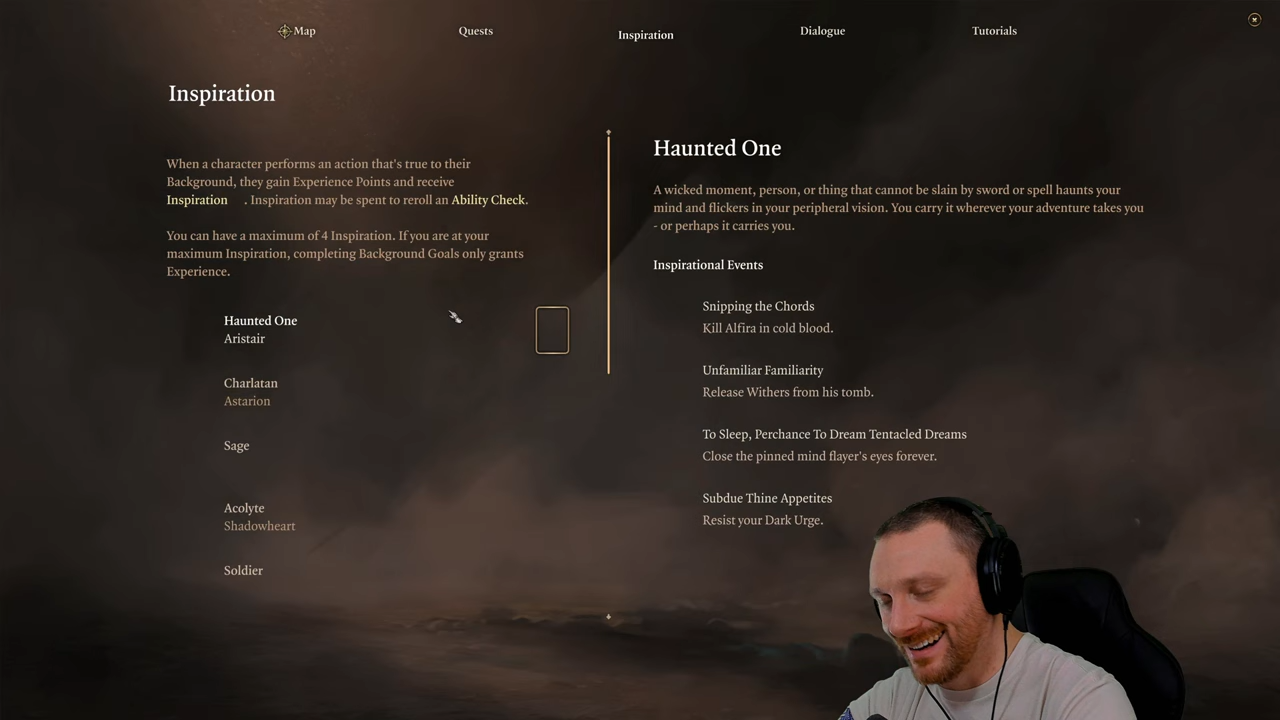 Map
Quests
Inspiration
Dialogue
Tutorials
Inspiration
When a character performs an action that's true to their
Background, they gain Experience Points and receive
Inspiration . Inspiration may be spent to reroll an Ability Check.
You can have a maximum of 4 Inspiration. If you are at your
maximum Inspiration, completing Background Goals only grants
Experience.
Haunted One
Aristair
Charlatan
Astarion
Sage
Acolyte
Shadowheart
Soldier
Haunted One
A wicked moment, person, or thing that cannot be slain by sword or spell haunts your
mind and flickers in your peripheral vision. You carry it wherever your adventure takes you
- or perhaps it carries you.
Inspirational Events
Snipping the Chords
Kill Alfira in cold blood.
Unfamiliar Familiarity
Release Withers from his tomb.
To Sleep, Perchance To Dream Tentacled Dreams
Close the pinned mind flayer's eyes forever.
Subdue Thine Appetites
Resist your Dark Urge.